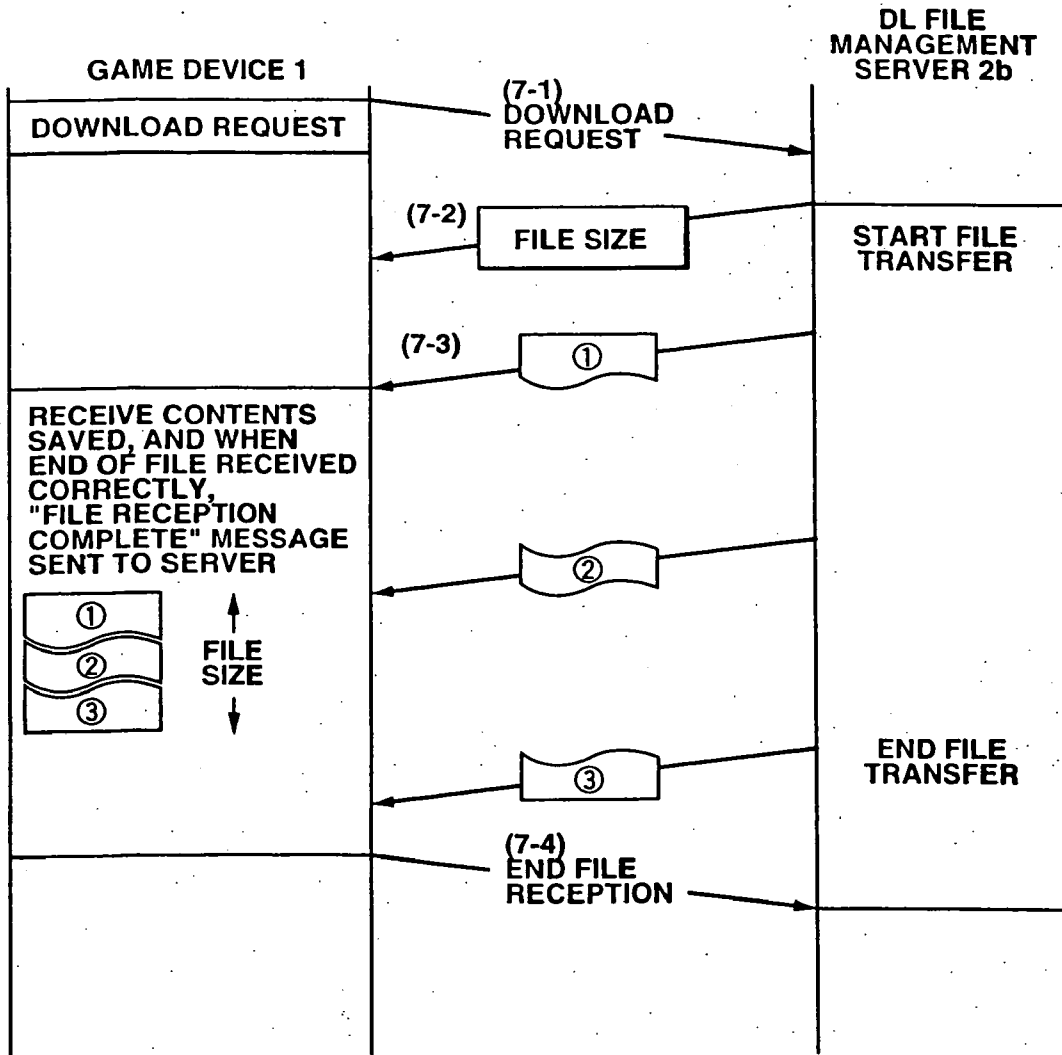 GAME DEVICE 1
DL FILE
MANAGEMENT
SERVER 2b
DOWNLOAD REQUEST
(7-1)
DOWNLOAD
REQUEST
(7-2)
FILE SIZE
START FILE
TRANSFER
(7-3)
①
RECEIVE CONTENTS
SAVED, AND WHEN
END OF FILE RECEIVED
CORRECTLY,
"FILE RECEPTION
COMPLETE" MESSAGE
SENT TO SERVER
②
①
②
③
FILE
SIZE
③
END FILE
TRANSFER
(7-4)
END FILE
RECEPTION